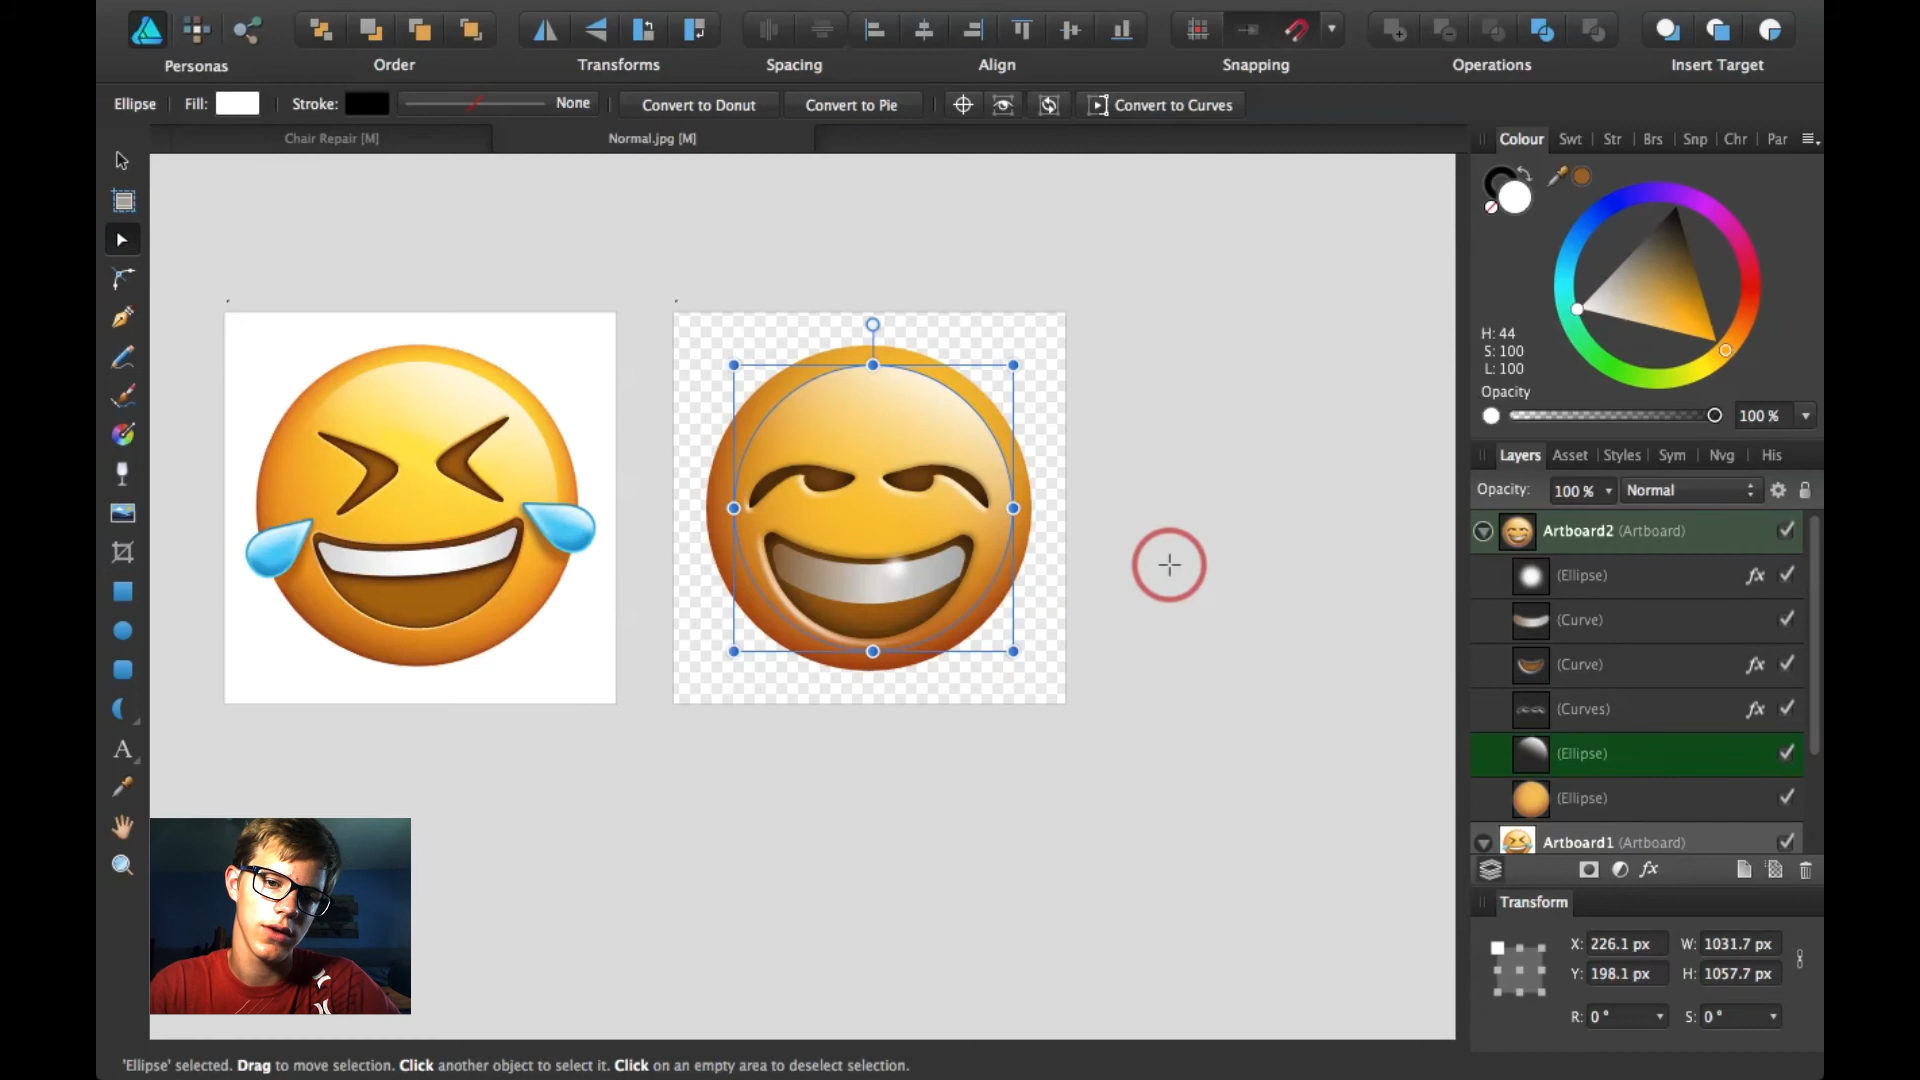 Personas Order Transforms Spacing Align Snapping Operations Insert Target
Ellipse Fill: Stroke: None Convert to Donut Convert to Pie Convert to Curves
Chair Repair [M] Normal.jpg [M]
Colour Swt Str Brs Snp Chr Par
H: 44
S: 100
L: 100
Opacity
100 %
Layers Asset Styles Sym Nvg His
Opacity: 100 % Normal
Artboard2 (Artboard)
(Ellipse) fx
(Curve)
(Curve) fx
(Curves) fx
(Ellipse)
(Ellipse)
Artboard1 (Artboard)
fx
Transform
X: 226.1 px W: 1031.7 px
Y: 198.1 px H: 1057.7 px
R: 0 ° S: 0 °
A
'Ellipse' selected. Drag to move selection. Click another object to select it. Click on an empty area to deselect selection.